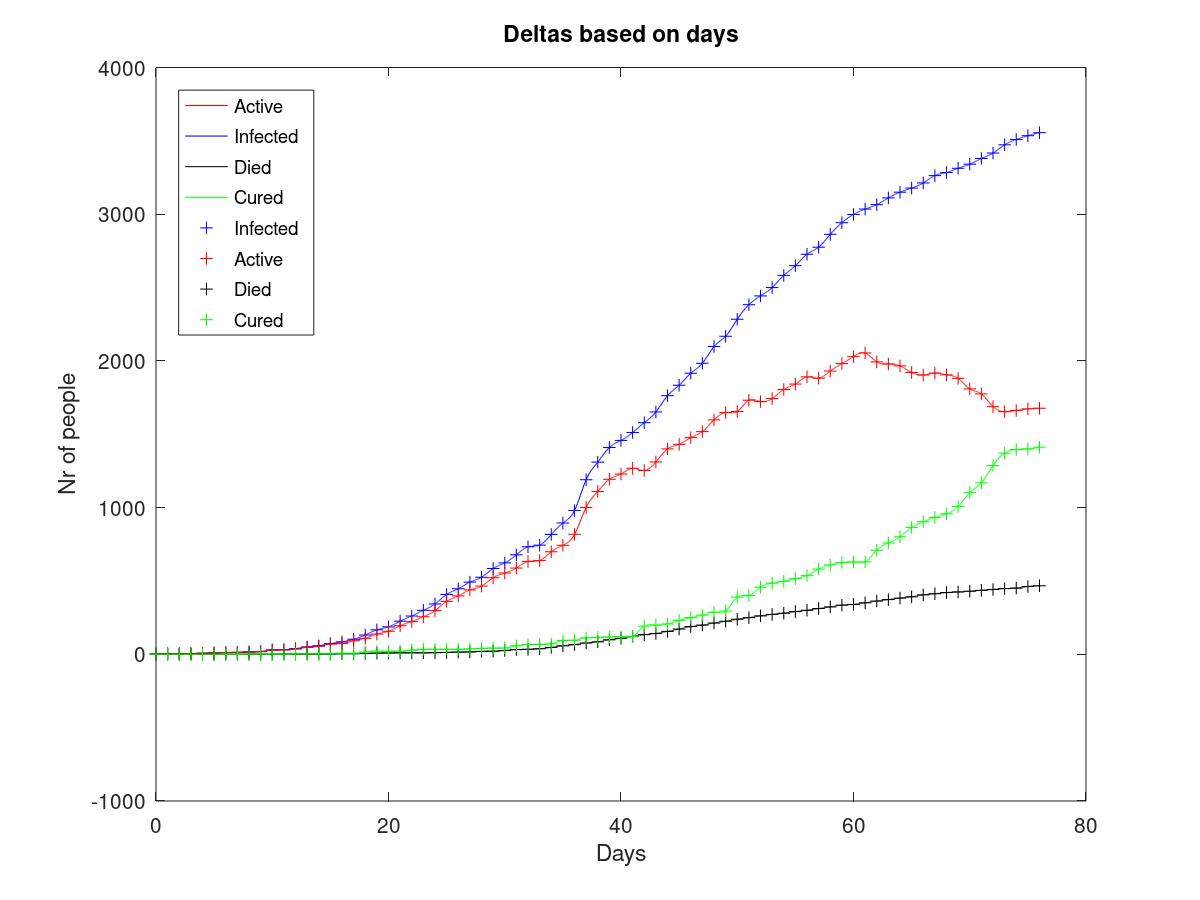 Deltas based on days
4000
3000
2000
1000
0
-1000
Nr of people
Active
Infected
Died
Cured
Infected
Active
Died
Cured
0 20 40 60 80
Days